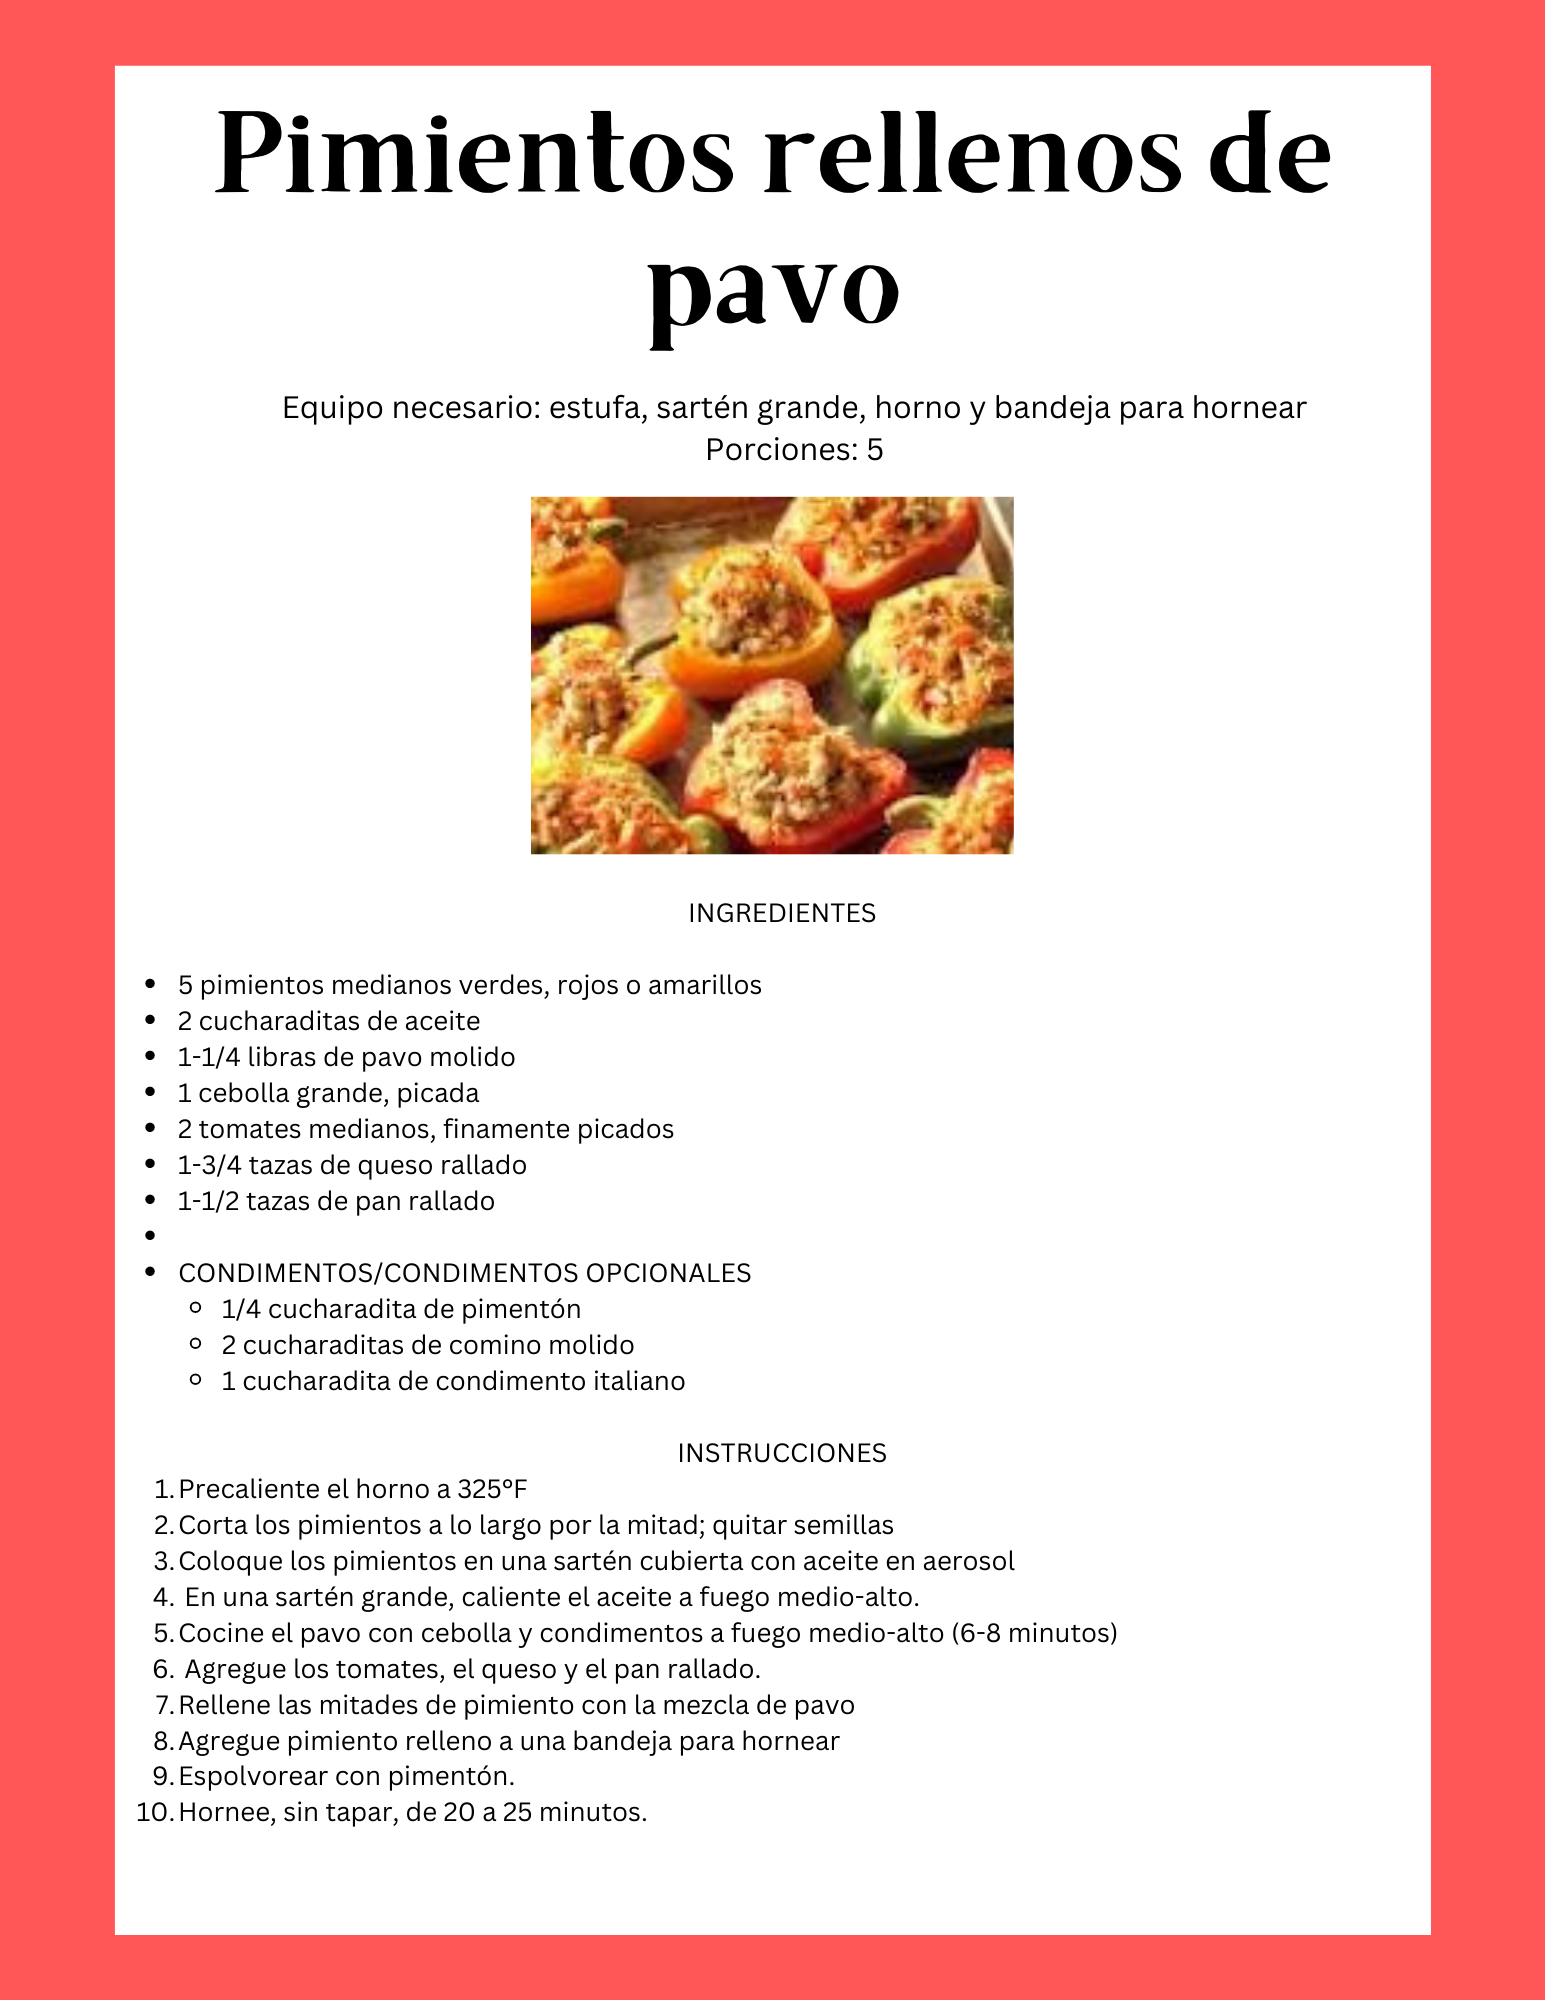 Pimientos rellenos de
pavo
Equipo necesario: estufa, sartén grande, horno y bandeja para hornear
Porciones: 5
INGREDIENTES
• 5 pimientos medianos verdes, rojos o amarillos
• 2 cucharaditas de aceite
• 1-1/4 libras de pavo molido
• 1 cebolla grande, picada
• 2 tomates medianos, finamente picados
• 1-3/4 tazas de queso rallado
• 1-1/2 tazas de pan rallado
•
• CONDIMENTOS/CONDIMENTOS OPCIONALES
◦ 1/4 cucharadita de pimentón
◦ 2 cucharaditas de comino molido
◦ 1 cucharadita de condimento italiano
INSTRUCCIONES
1. Precaliente el horno a 325°F
2. Corta los pimientos a lo largo por la mitad; quitar semillas
3. Coloque los pimientos en una sartén cubierta con aceite en aerosol
4. En una sartén grande, caliente el aceite a fuego medio-alto.
5. Cocine el pavo con cebolla y condimentos a fuego medio-alto (6-8 minutos)
6. Agregue los tomates, el queso y el pan rallado.
7. Rellene las mitades de pimiento con la mezcla de pavo
8. Agregue pimiento relleno a una bandeja para hornear
9. Espolvorear con pimentón.
10. Hornee, sin tapar, de 20 a 25 minutos.